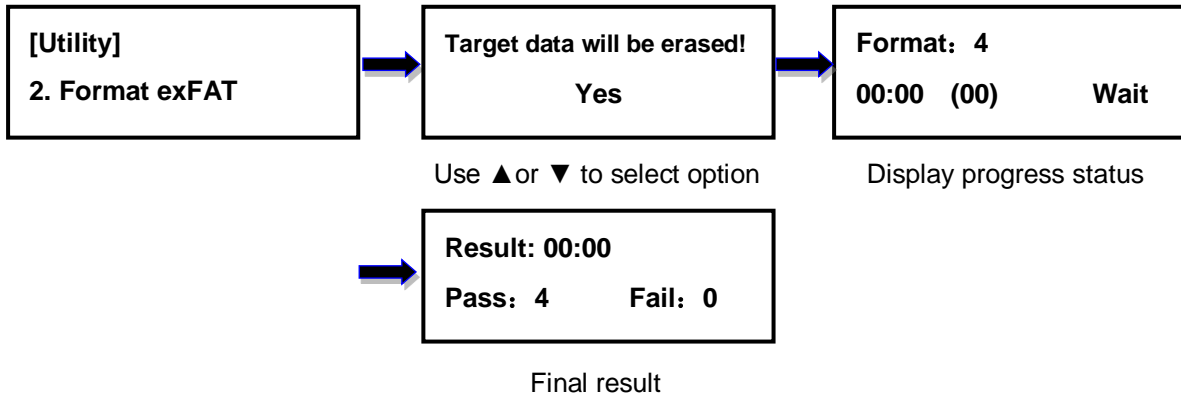 [Utility]
2. Format exFAT
Target data will be erased!
Yes
Use ▲or ▼ to select option
Format：4
00:00 (00) Wait
Display progress status
Result: 00:00
Pass：4 Fail：0
Final result